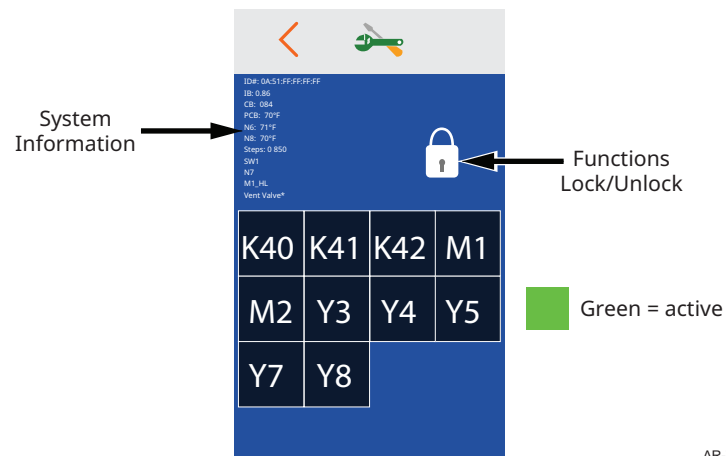 ID#: 0A:51:FF:FF:FF:FF
IB: 0.86
CB: 084
PCB: 70°F
N6: 71°F
N8: 70°F
Steps: 0 850
SW1
N7
M1_HL
Vent Valve*
System
Information
Functions
Lock/Unlock
K40 K41 K42 M1
M2 Y3 Y4 Y5
Green = active
Y7 Y8